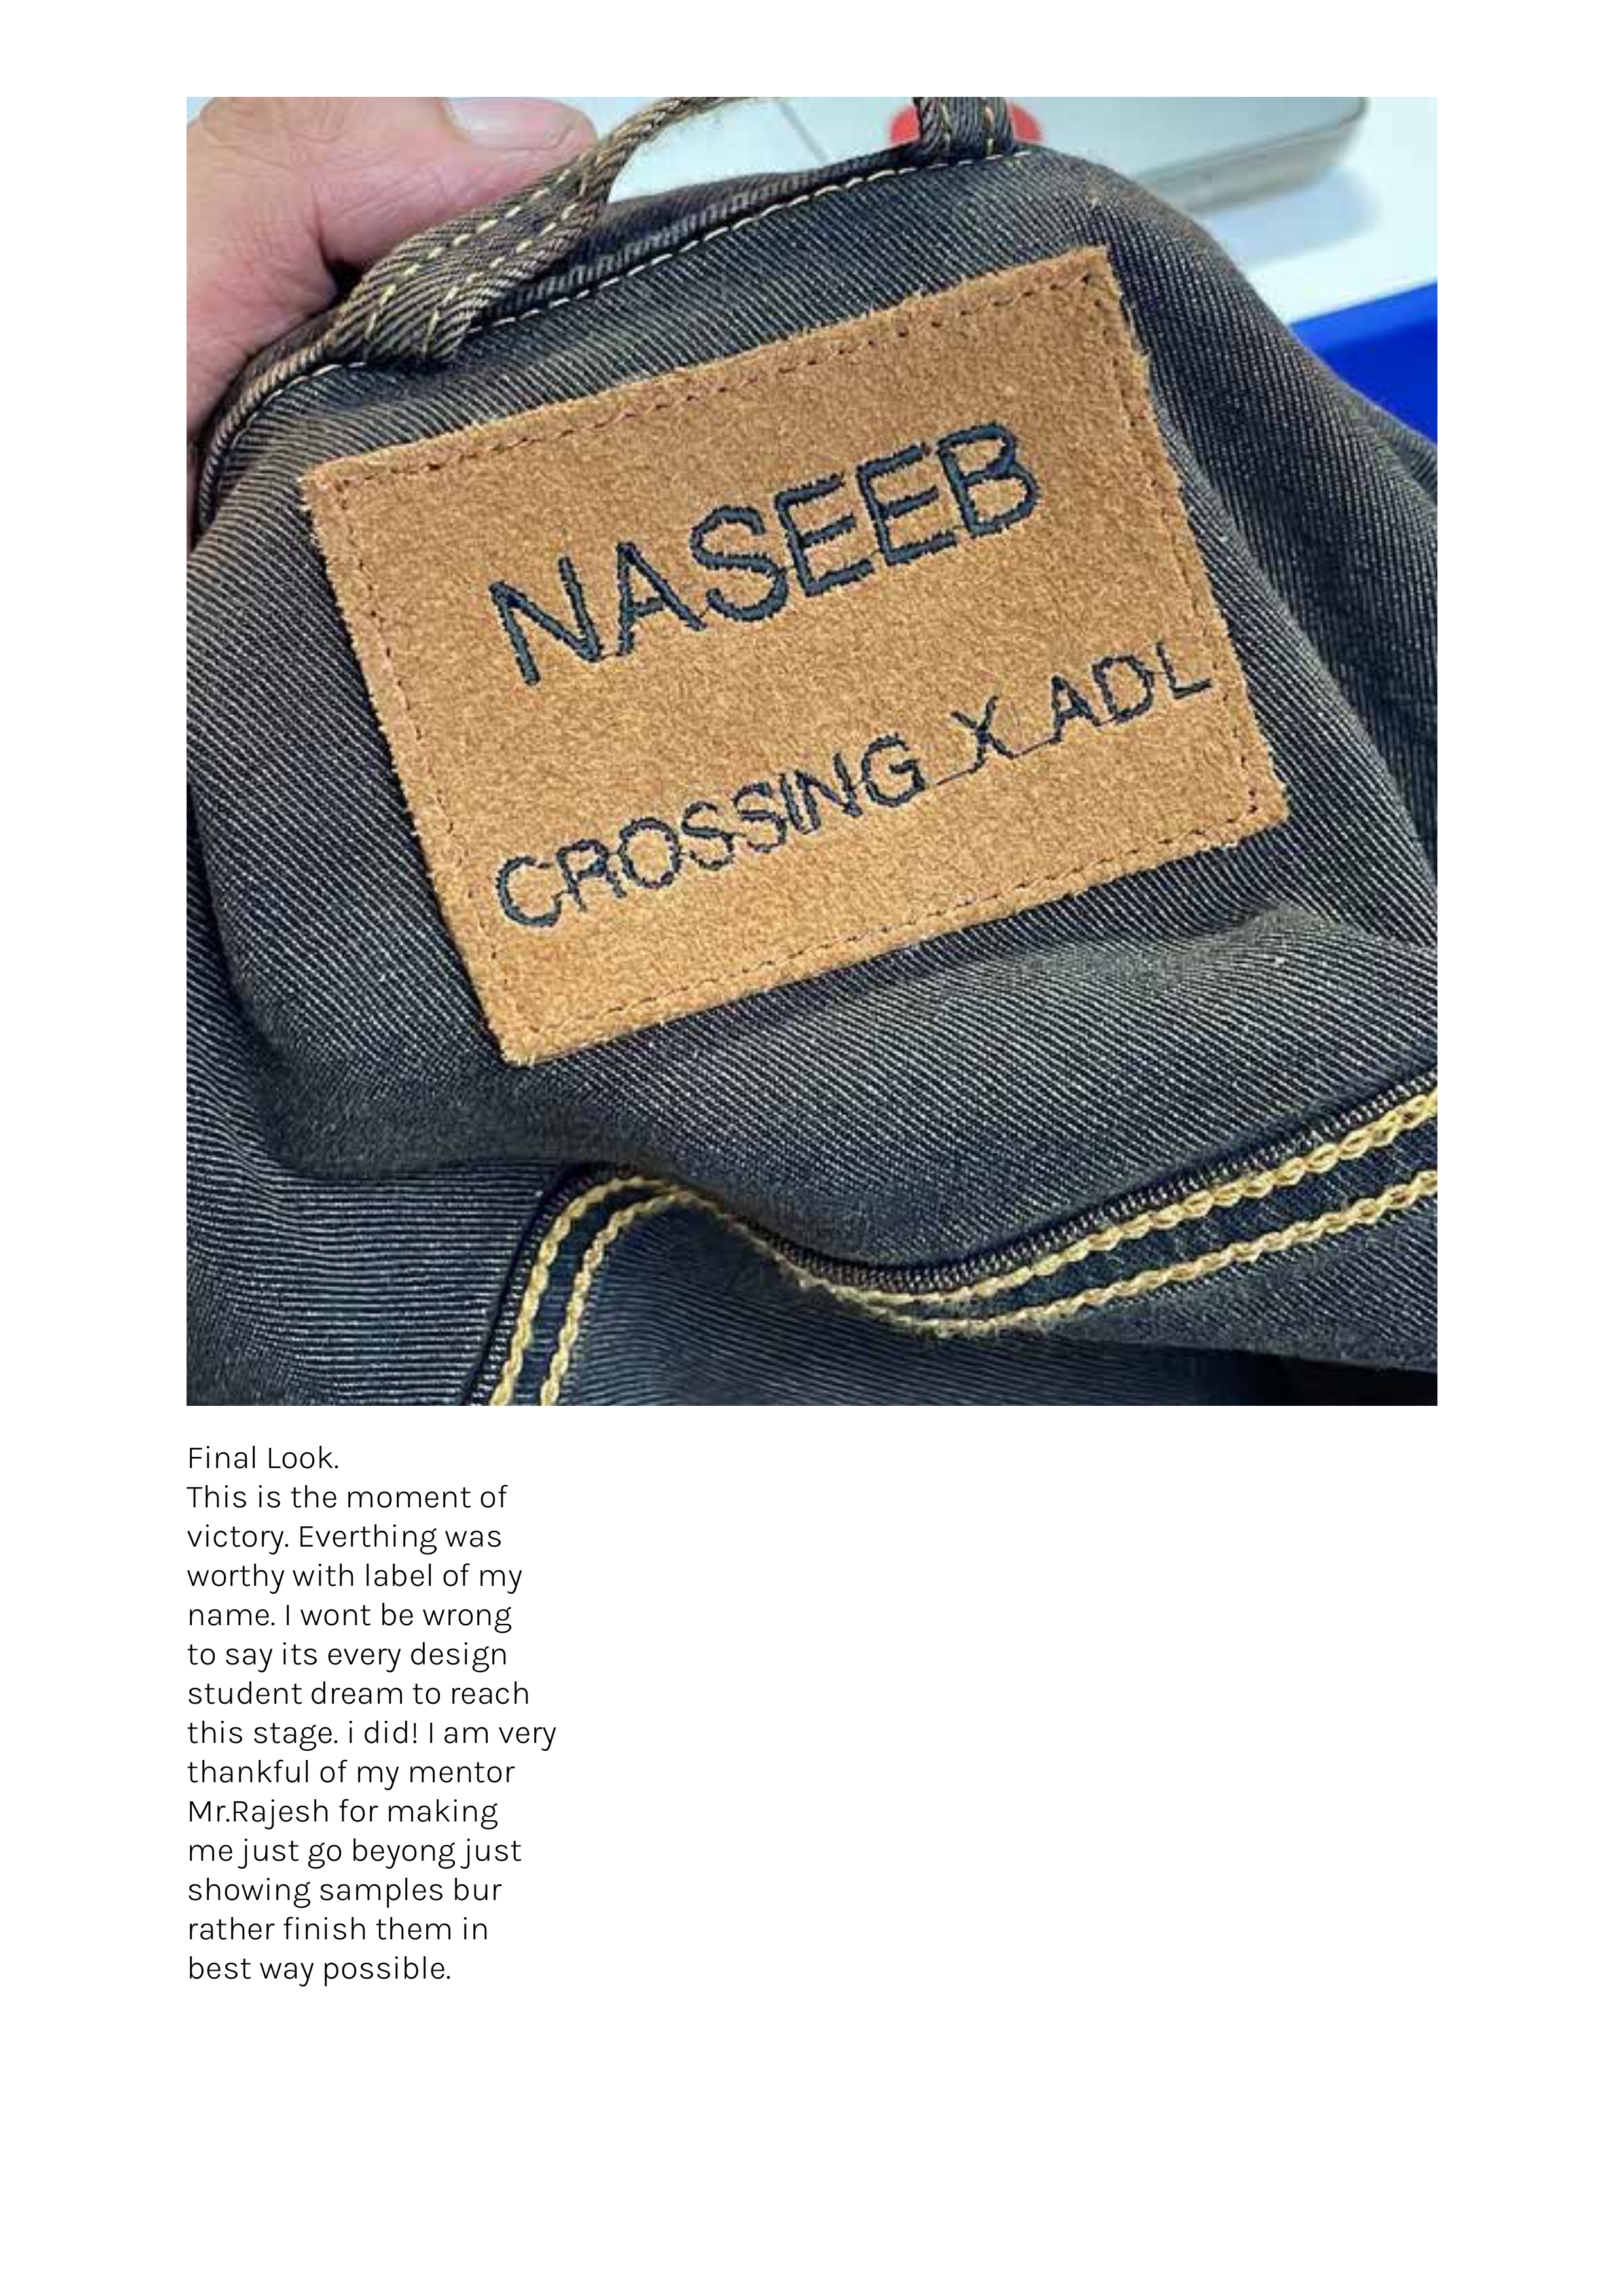 NASEEB
CROSSING_X_ADL
Final Look.
This is the moment of
victory. Everthing was
worthy with label of my
name. I wont be wrong
to say its every design
student dream to reach
this stage. i did! I am very
thankful of my mentor
Mr.Rajesh for making
me just go beyong just
showing samples bur
rather finish them in
best way possible.